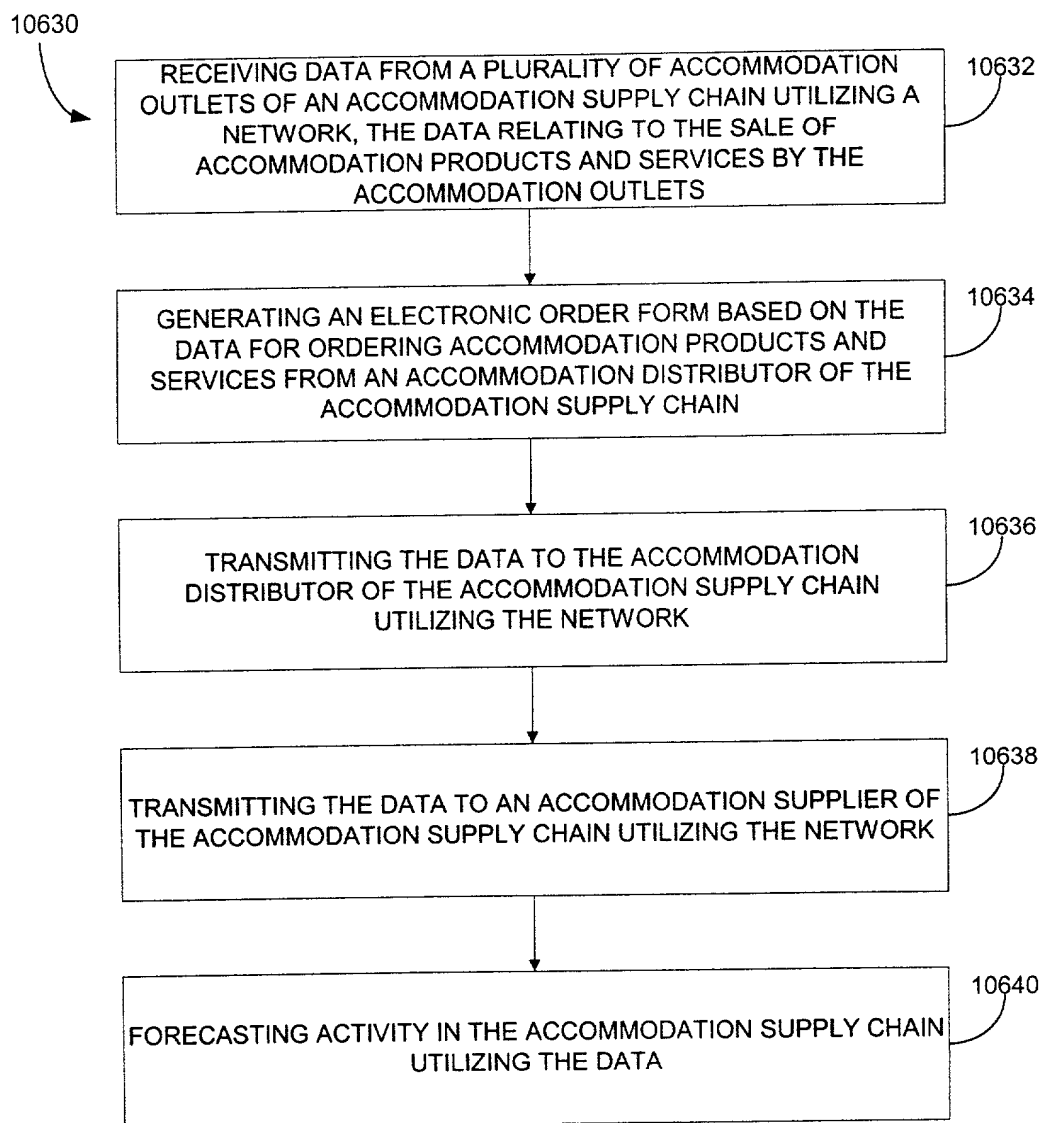 10630
RECEIVING DATA FROM A PLURALITY OF ACCOMMODATION
OUTLETS OF AN ACCOMMODATION SUPPLY CHAIN UTILIZING A
NETWORK, THE DATA RELATING TO THE SALE OF
ACCOMMODATION PRODUCTS AND SERVICES BY THE
ACCOMMODATION OUTLETS
10632
GENERATING AN ELECTRONIC ORDER FORM BASED ON THE
DATA FOR ORDERING ACCOMMODATION PRODUCTS AND
SERVICES FROM AN ACCOMMODATION DISTRIBUTOR OF THE
ACCOMMODATION SUPPLY CHAIN
10634
TRANSMITTING THE DATA TO THE ACCOMMODATION
DISTRIBUTOR OF THE ACCOMMODATION SUPPLY CHAIN
UTILIZING THE NETWORK
10636
TRANSMITTING THE DATA TO AN ACCOMMODATION SUPPLIER OF
THE ACCOMMODATION SUPPLY CHAIN UTILIZING THE NETWORK
10638
FORECASTING ACTIVITY IN THE ACCOMMODATION SUPPLY CHAIN
UTILIZING THE DATA
10640